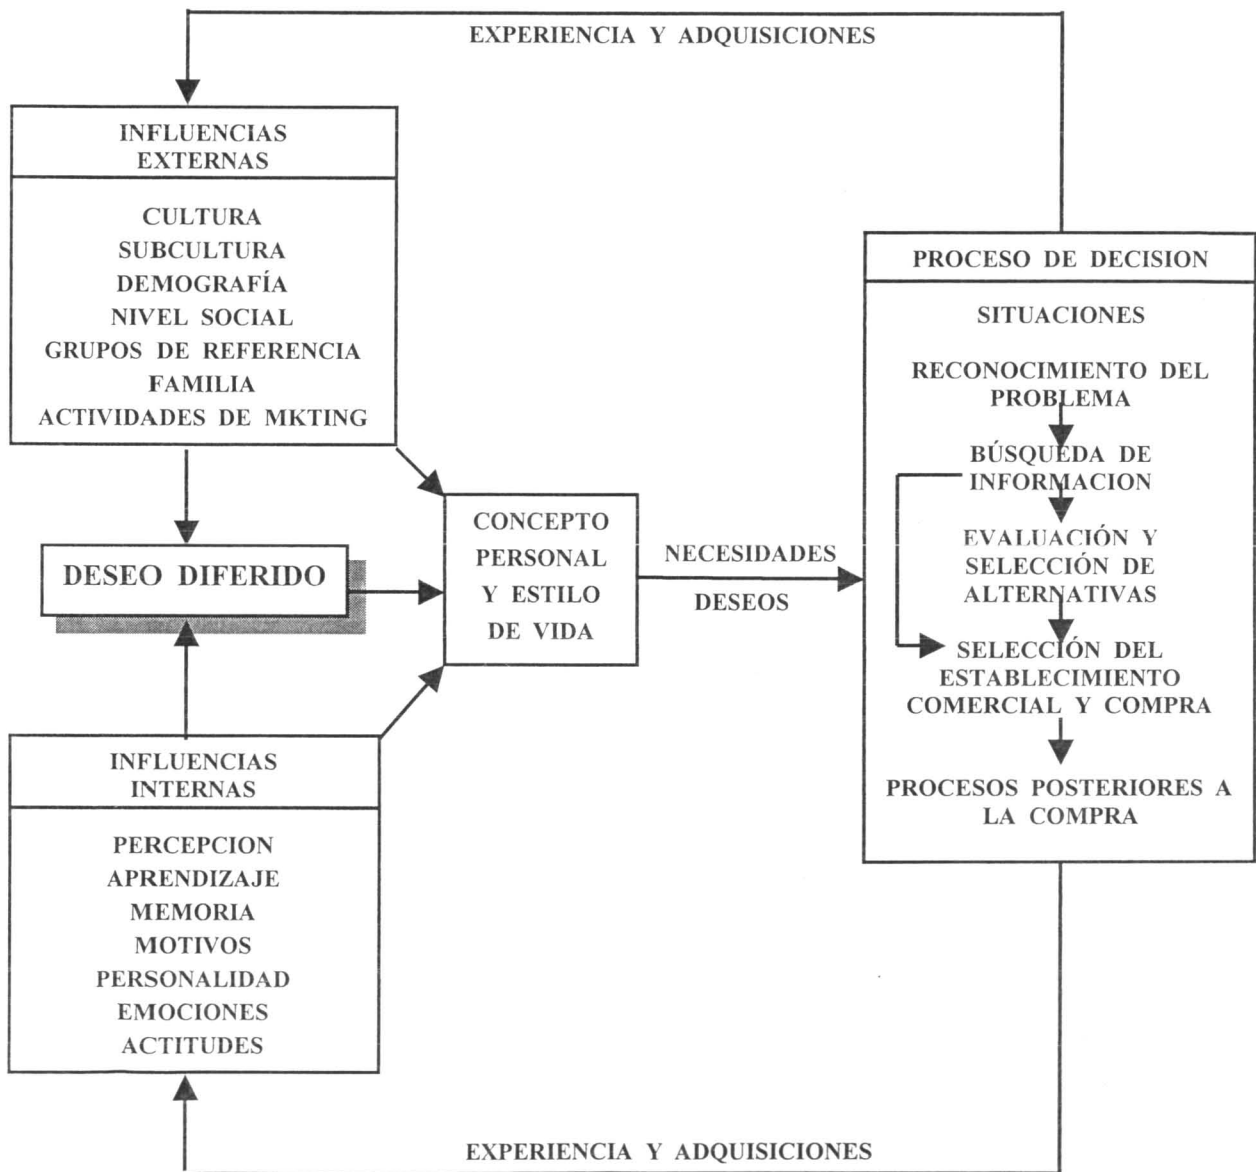 EXPERIENCIA Y ADQUISICIONES
INFLUENCIAS
EXTERNAS
CULTURA
SUBCULTURA
DEMOGRAFÍA
NIVEL SOCIAL
GRUPOS DE REFERENCIA
FAMILIA
ACTIVIDADES DE MKTING
DESEO DIFERIDO
INFLUENCIAS
INTERNAS
PERCEPCION
APRENDIZAJE
MEMORIA
MOTIVOS
PERSONALIDAD
EMOCIONES
ACTITUDES
CONCEPTO
PERSONAL
Y ESTILO
DE VIDA
NECESIDADES
DESEOS
PROCESO DE DECISION
SITUACIONES
RECONOCIMIENTO DEL
PROBLEMA
BÚSQUEDA DE
INFORMACION
EVALUACIÓN Y
SELECCIÓN DE
ALTERNATIVAS
SELECCIÓN DEL
ESTABLECIMIENTO
COMERCIAL Y COMPRA
PROCESOS POSTERIORES A
LA COMPRA
EXPERIENCIA Y ADQUISICIONES